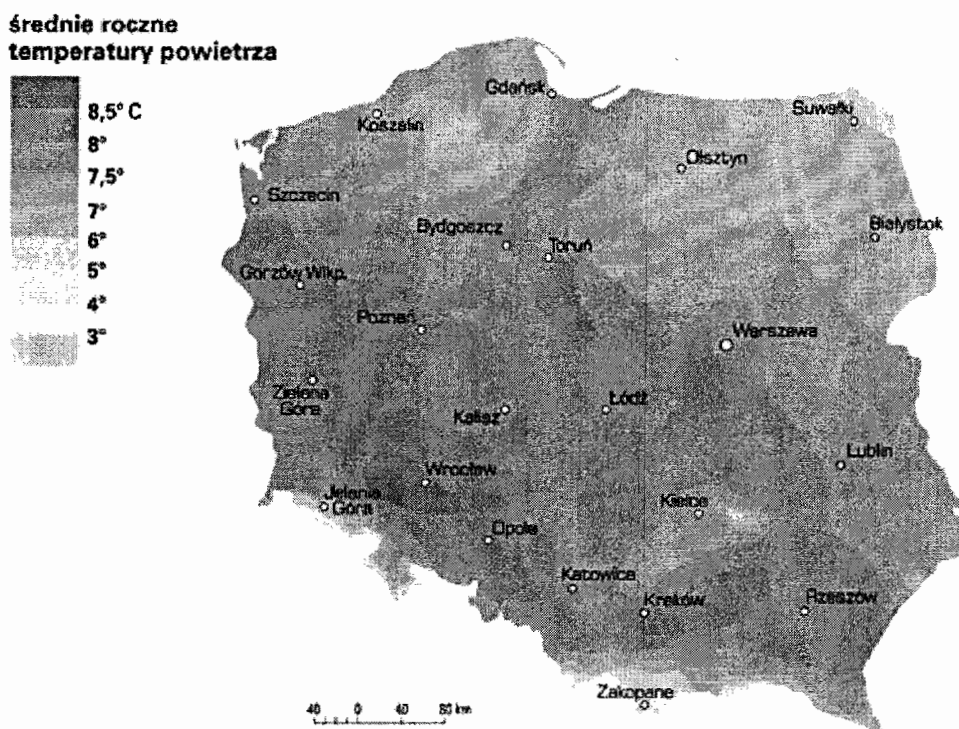 średnie roczne
temperatury powietrza
8,5° C
8°
7,5°
7°
6°
5°
4°
3°
Gdańsk
Koszalin
Suwałki
Olsztyn
Szczecin
Bydgoszcz
Toruń
Białystok
Gorzów Wlkp.
Poznań
Warszawa
Zielona
Góra
Kalisz
Łódź
Wrocław
Lublin
Jelenia
Góra
Kielce
Opole
Katowice
Kraków
Rzeszów
Zakopane
40 0 40 80 km